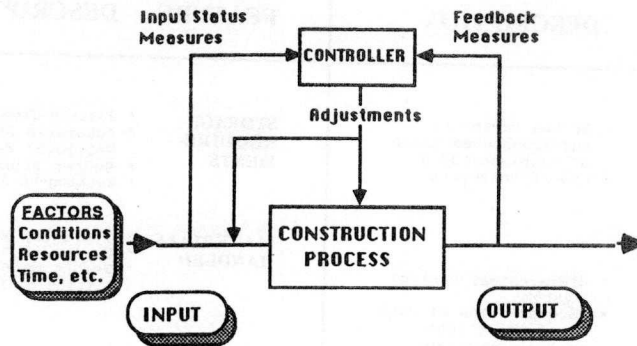 Input Status
Measures
Feedback
Measures
CONTROLLER
Adjustments
FACTORS
Conditions
Resources
Time, etc.
CONSTRUCTION
PROCESS
INPUT
OUTPUT